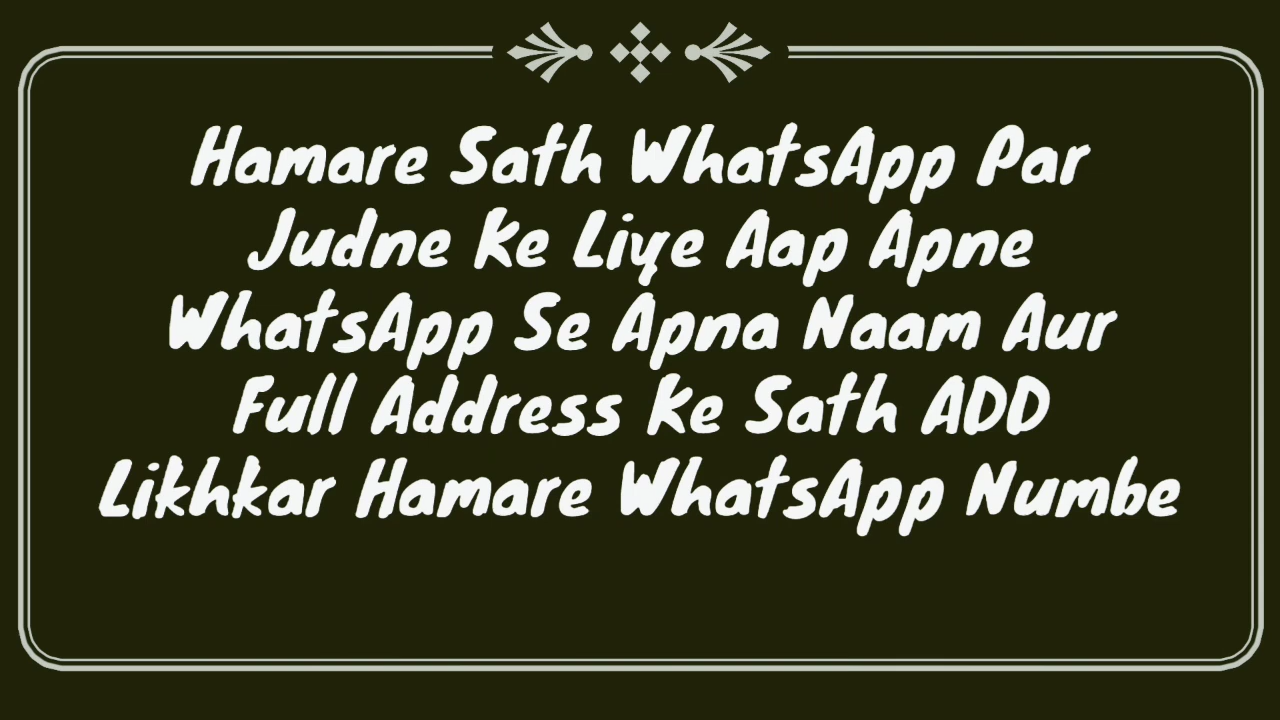 Hamare Sath WhatsApp Par
Judne Ke Liye Aap Apne
WhatsApp Se Apna Naam Aur
Full Address Ke Sath ADD
Likhkar Hamare WhatsApp Numbe